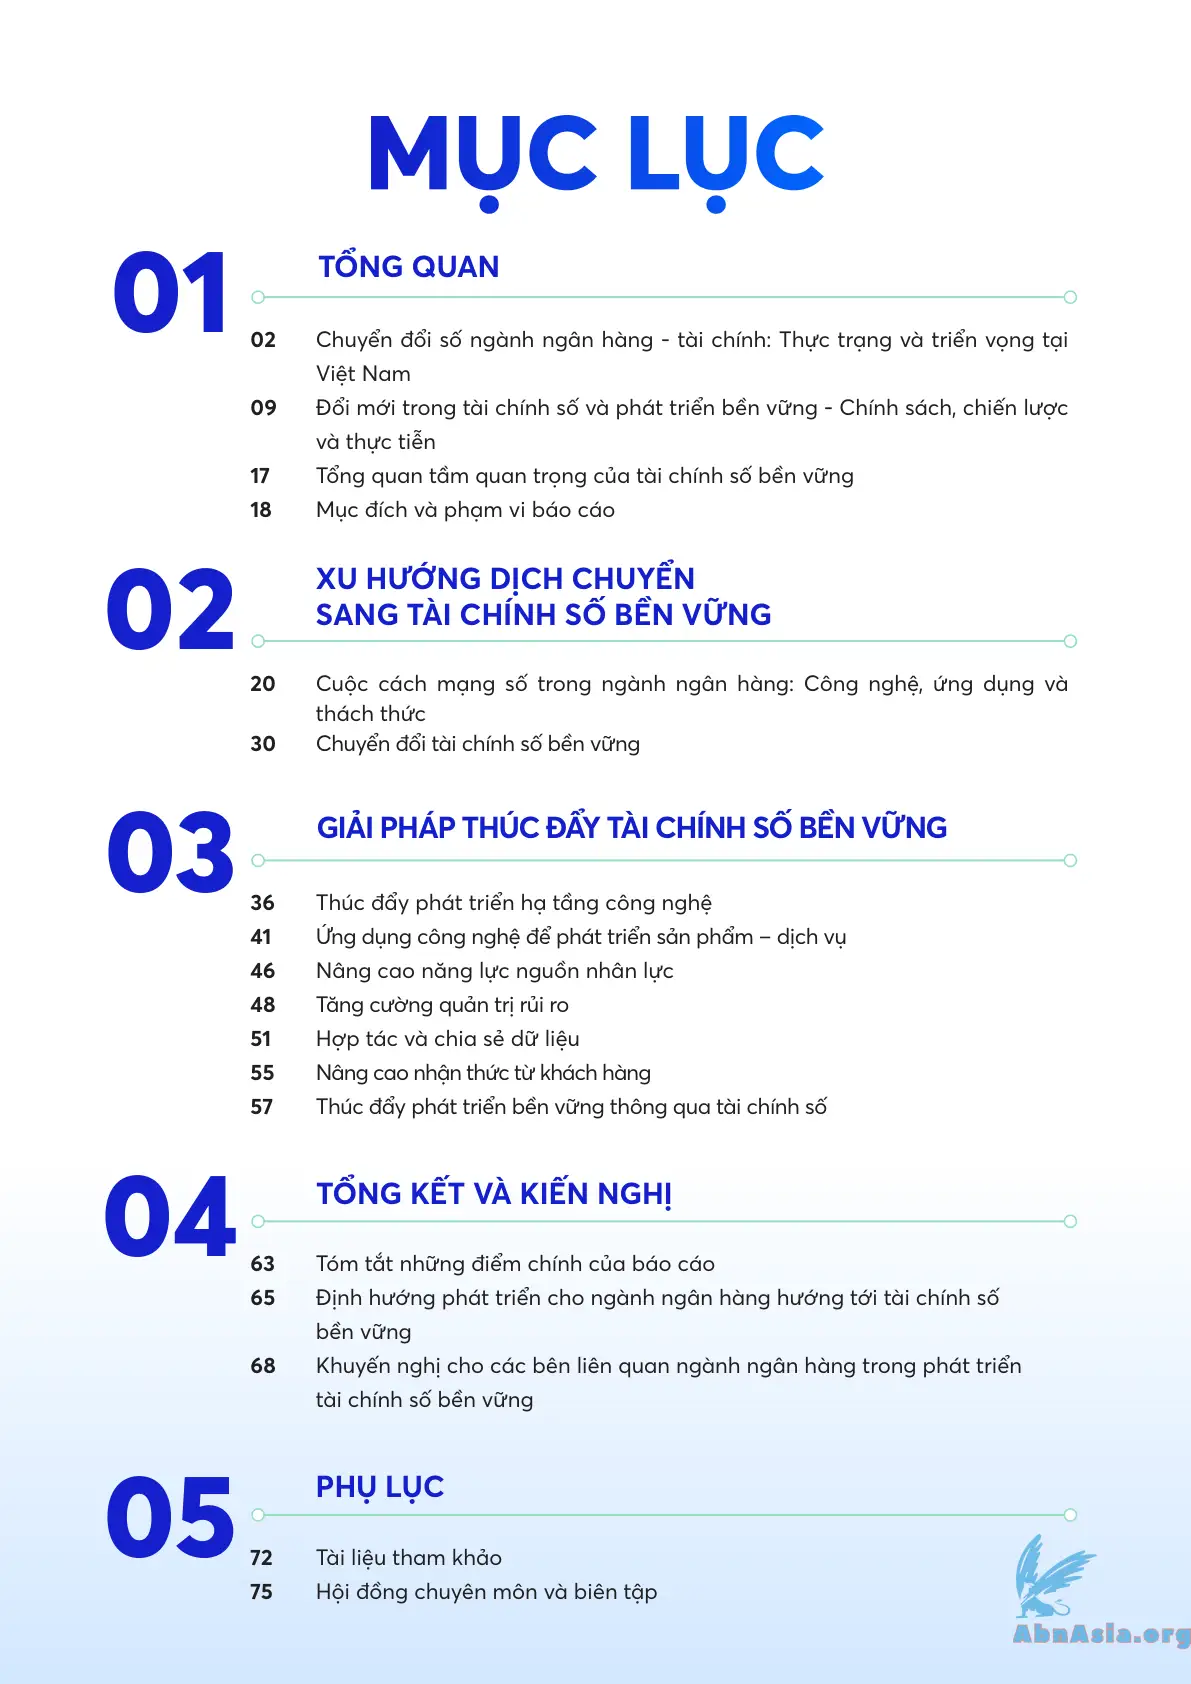 MỤC LỤC
01
TỔNG QUAN
02 Chuyển đổi số ngành ngân hàng - tài chính: Thực trạng và triển vọng tại
Việt Nam
09 Đổi mới trong tài chính số và phát triển bền vững - Chính sách, chiến lược
và thực tiễn
17 Tổng quan tầm quan trọng của tài chính số bền vững
18 Mục đích và phạm vi báo cáo
02
XU HƯỚNG DỊCH CHUYỂN
SANG TÀI CHÍNH SỐ BỀN VỮNG
20 Cuộc cách mạng số trong ngành ngân hàng: Công nghệ, ứng dụng và
thách thức
30 Chuyển đổi tài chính số bền vững
03
GIẢI PHÁP THÚC ĐẨY TÀI CHÍNH SỐ BỀN VỮNG
36 Thúc đẩy phát triển hạ tầng công nghệ
41 Ứng dụng công nghệ để phát triển sản phẩm – dịch vụ
46 Nâng cao năng lực nguồn nhân lực
48 Tăng cường quản trị rủi ro
51 Hợp tác và chia sẻ dữ liệu
55 Nâng cao nhận thức từ khách hàng
57 Thúc đẩy phát triển bền vững thông qua tài chính số
04
TỔNG KẾT VÀ KIẾN NGHỊ
63 Tóm tắt những điểm chính của báo cáo
65 Định hướng phát triển cho ngành ngân hàng hướng tới tài chính số
bền vững
68 Khuyến nghị cho các bên liên quan ngành ngân hàng trong phát triển
tài chính số bền vững
05
PHỤ LỤC
72 Tài liệu tham khảo
75 Hội đồng chuyên môn và biên tập
AbnAsia.org